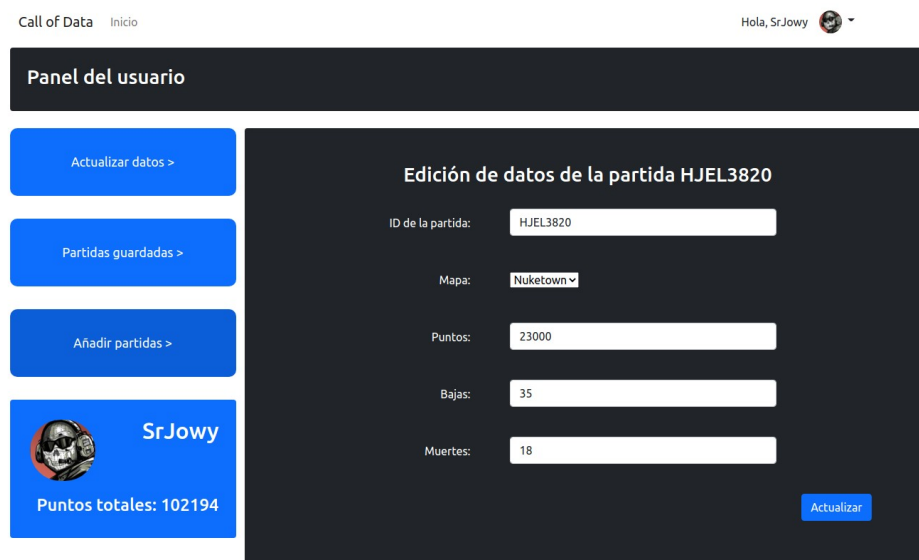 Call of Data Inicio Hola, SrJowy
Panel del usuario
Actualizar datos >
Partidas guardadas >
Añadir partidas >
SrJowy
Puntos totales: 102194
Edición de datos de la partida HJEL3820
ID de la partida: HJEL3820
Mapa: Nuketown
Puntos: 23000
Bajas: 35
Muertes: 18
Actualizar